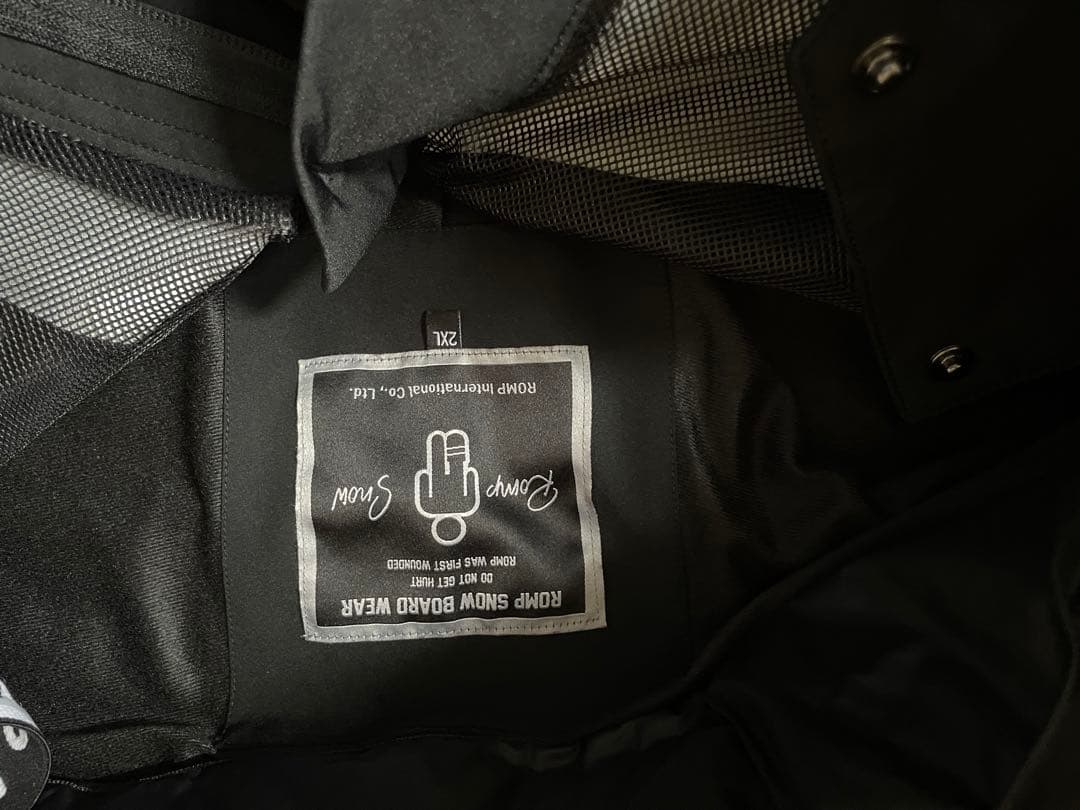 ROMP SNOW BOARD WEAR
DO NOT GET HURT
ROMP WAS FIRST WOUNDED
Romp Snow
ROMP International Co., Ltd.
2XL